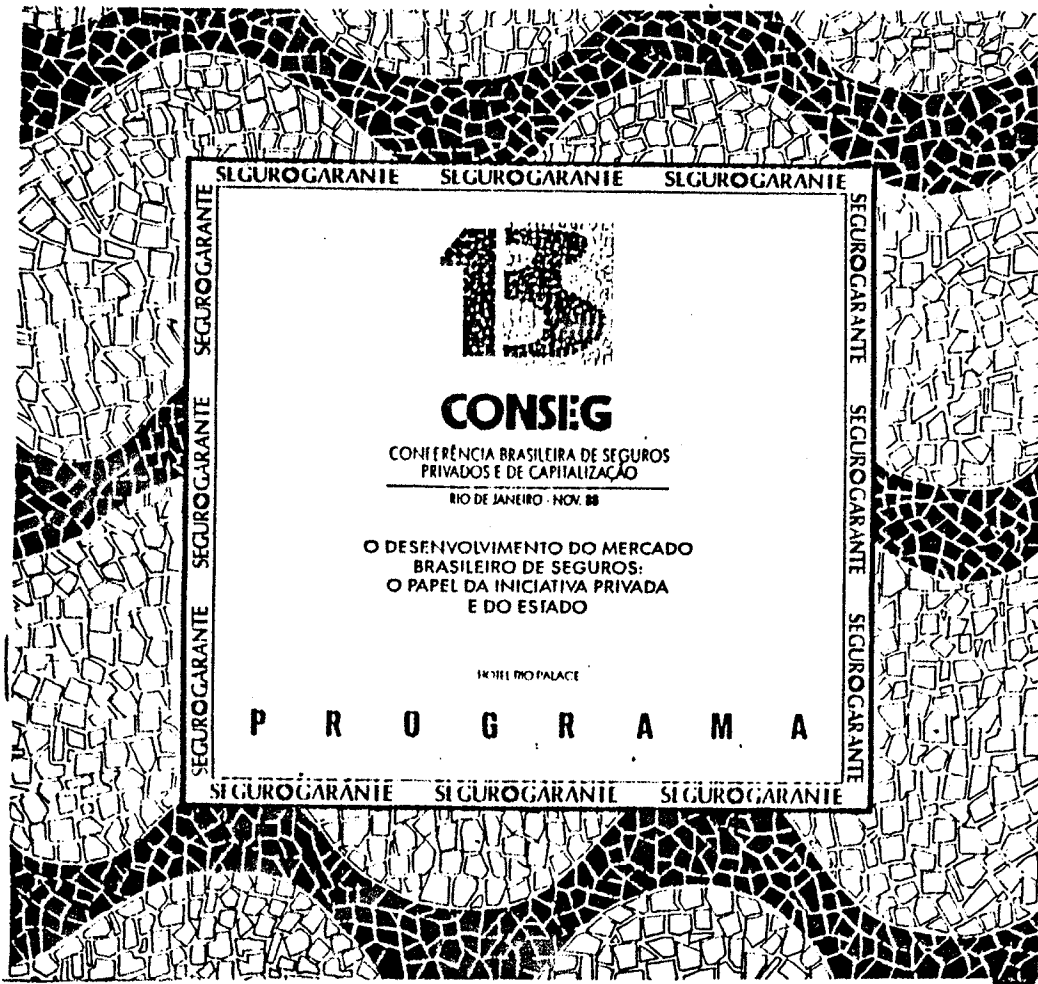 SEGUROGARANTE SEGUROGARANTE SEGUROGARANTE
SEGUROGARANTE
SEGUROGARANTE
SEGUROGARANTE
SEGUROGARANTE
SEGUROGARANTE
SEGUROGARANTE
13
CONSEG
CONFERÊNCIA BRASILEIRA DE SEGUROS
PRIVADOS E DE CAPITALIZAÇÃO
RIO DE JANEIRO - NOV. 88
O DESENVOLVIMENTO DO MERCADO
BRASILEIRO DE SEGUROS:
O PAPEL DA INICIATIVA PRIVADA
E DO ESTADO
HOTEL RIO PALACE
PROGRAMA
SEGUROGARANTE SEGUROGARANTE SEGUROGARANTE